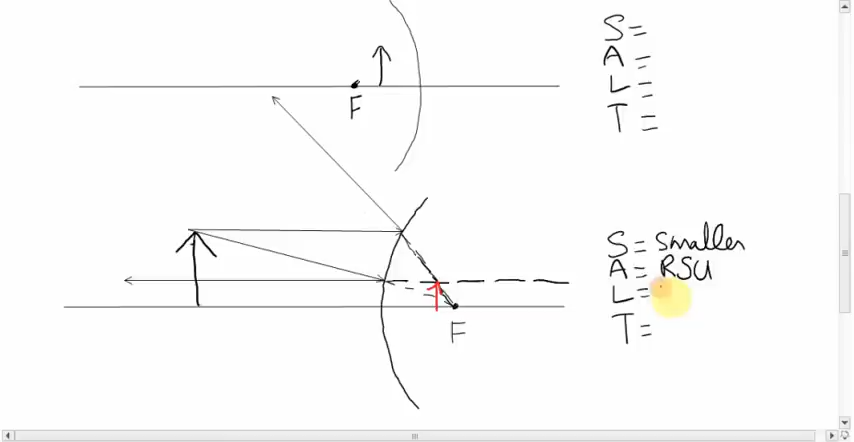 S=
A=
L=
T=
F
S= Smaller
A= RSU
L=
T=
F